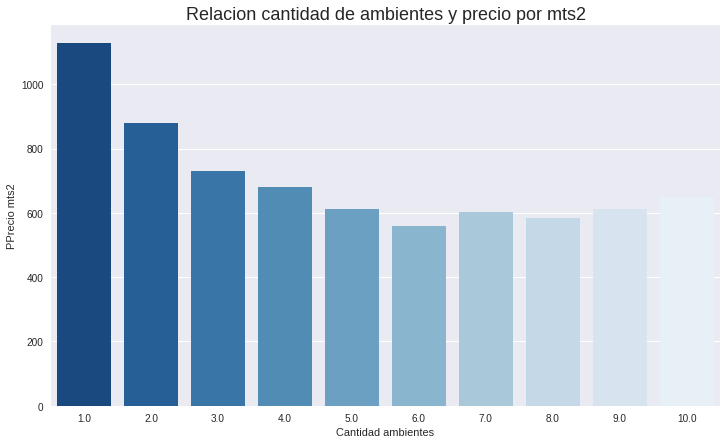 Relacion cantidad de ambientes y precio por mts2
PPrecio mts2
1000
800
600
400
200
0
1.0 2.0 3.0 4.0 5.0 6.0 7.0 8.0 9.0 10.0
Cantidad ambientes